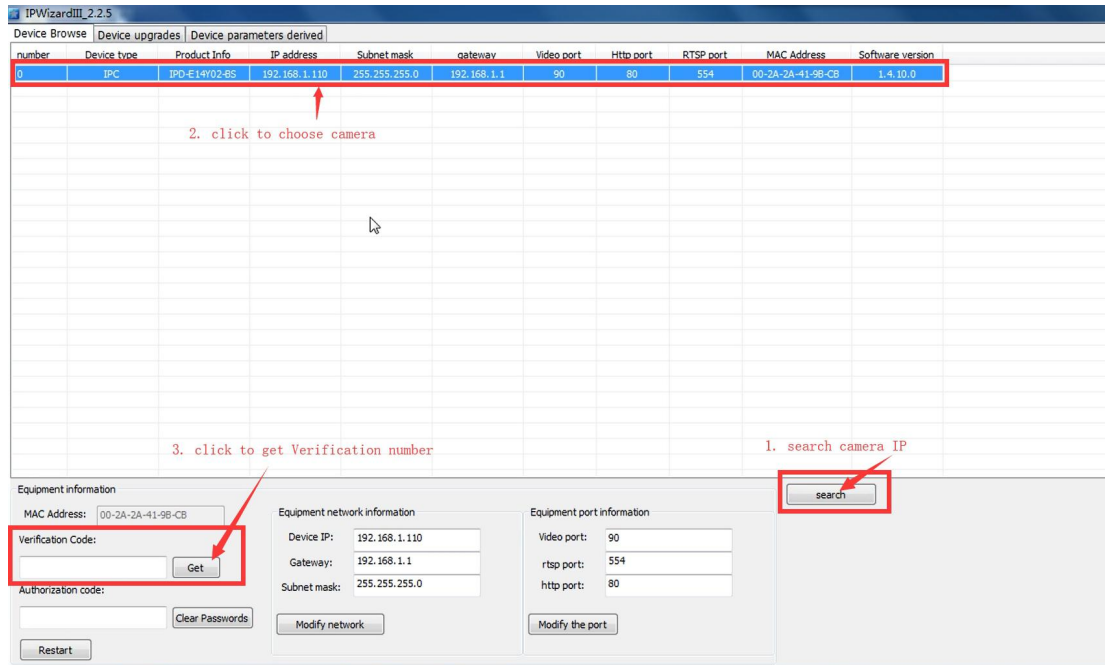 IPWizardIII_2.2.5
Device Browse Device upgrades Device parameters derived
number Device type Product Info IP address Subnet mask gateway Video port Http port RTSP port MAC Address Software version
0 IPC IPD-E14Y02-BS 192.168.1.110 255.255.255.0 192.168.1.1 90 80 554 00-2A-2A-41-9B-CB 1.4.10.0
2. click to choose camera
3. click to get Verification number
1. search camera IP
search
Equipment information
MAC Address: 00-2A-2A-41-9B-CB
Verification Code:
Get
Authorization code:
Clear Passwords
Restart
Equipment network information
Device IP: 192.168.1.110
Gateway: 192.168.1.1
Subnet mask: 255.255.255.0
Modify network
Equipment port information
Video port: 90
rtsp port: 554
http port: 80
Modify the port